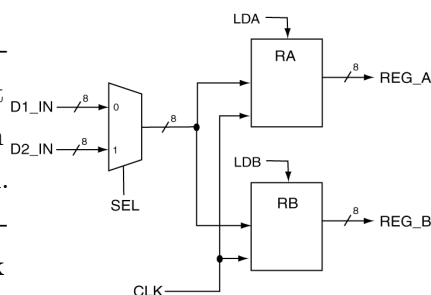 LDA
RA
8
REG_A
D1_IN
8
0
8
D2_IN
8
1
SEL
LDB
RB
8
REG_B
CLK